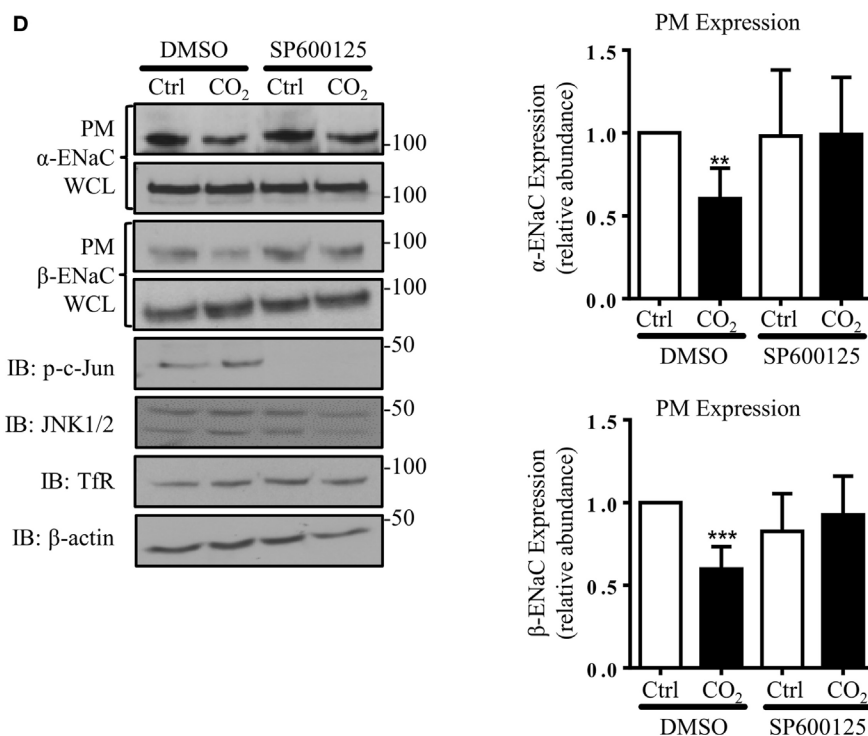 D
DMSO SP600125
Ctrl CO₂ Ctrl CO₂
PM
-100
α-ENaC
WCL
-100
PM
-100
β-ENaC
WCL
-100
IB: p-c-Jun
-50
IB: JNK1/2
-50
IB: TfR
-100
IB: β-actin
-50
PM Expression
α-ENaC Expression
(relative abundance)
1.5
1.0
0.5
0.0
**
Ctrl CO₂ Ctrl CO₂
DMSO SP600125
PM Expression
β-ENaC Expression
(relative abundance)
1.5
1.0
0.5
0.0
***
Ctrl CO₂ Ctrl CO₂
DMSO SP600125